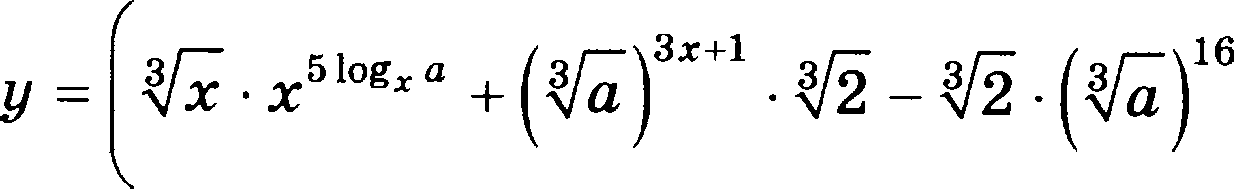 y = ( ∛x · x^{5 log_x a} + (∛a)^{3x+1} · ∛2 − ∛2 · (∛a)^{16}